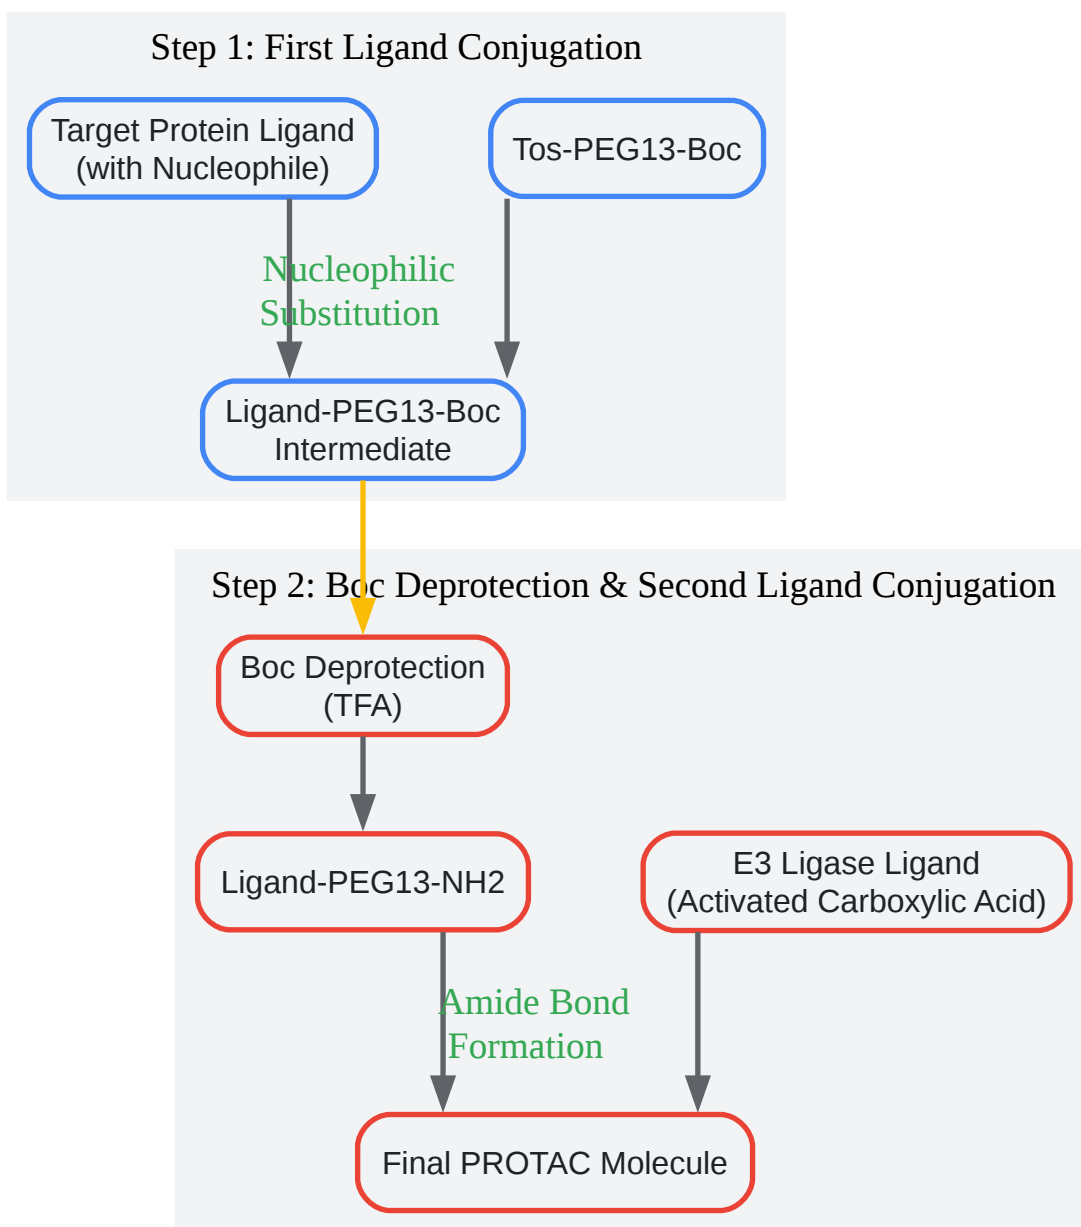 Step 1: First Ligand Conjugation
Target Protein Ligand
(with Nucleophile)
Tos-PEG13-Boc
Nucleophilic
Substitution
Ligand-PEG13-Boc
Intermediate
Step 2: Boc Deprotection & Second Ligand Conjugation
Boc Deprotection
(TFA)
Ligand-PEG13-NH2
E3 Ligase Ligand
(Activated Carboxylic Acid)
Amide Bond
Formation
Final PROTAC Molecule